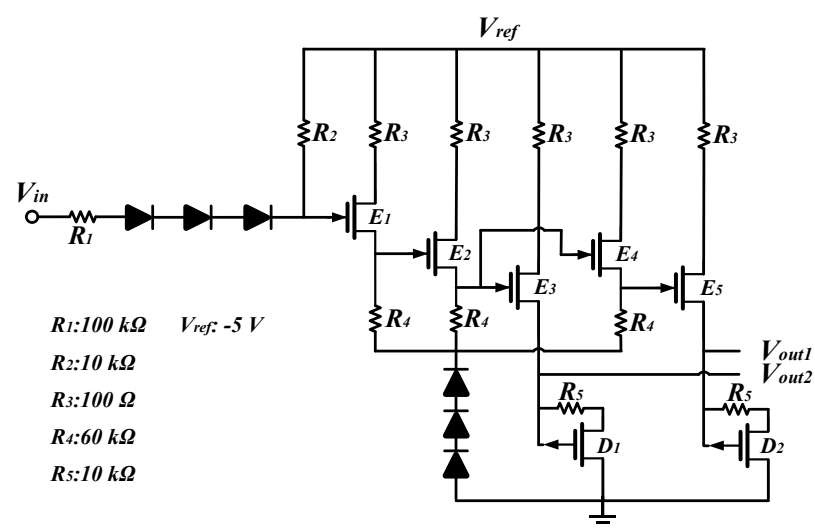 Vref
R2 R3 R3 R3 R3 R3
Vin
R1
E1
E2
E4
E3
E5
R4 R4 R4
R1:100 kΩ Vref: -5 V
R2:10 kΩ
R3:100 Ω
R4:60 kΩ
R5:10 kΩ
Vout1
Vout2
R5 R5
D1 D2